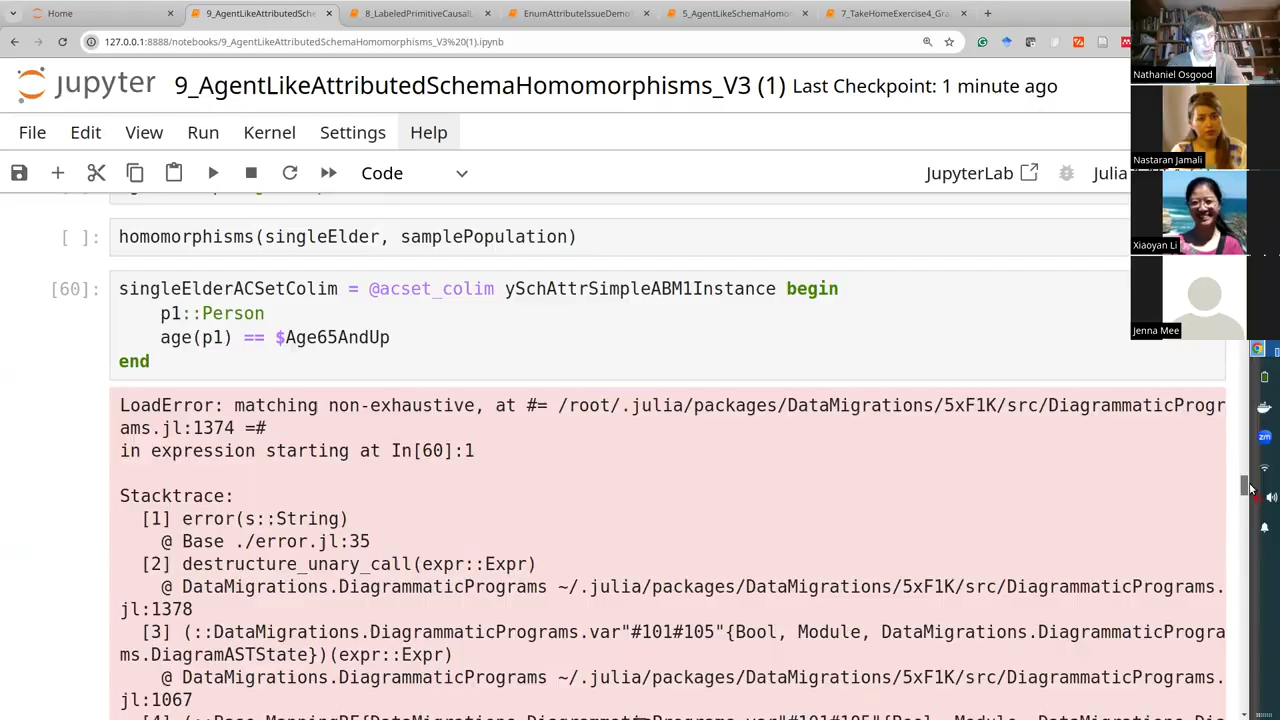 Home
9_AgentLikeAttributedSche
8_LabeledPrimitiveCausal
EnumAttributeIssueDemo
5_AgentLikeSchemaHomo
7_TakeHomeExercise4_Gra
127.0.0.1:8888/notebooks/9_AgentLikeAttributedSchemaHomomorphisms_V3%20(1).ipynb
jupyter 9_AgentLikeAttributedSchemaHomomorphisms_V3 (1) Last Checkpoint: 1 minute ago
File Edit View Run Kernel Settings Help
Code
JupyterLab
Julia
[ ]: homomorphisms(singleElder, samplePopulation)
[60]: singleElderACSetColim = @acset_colim ySchAttrSimpleABM1Instance begin
p1::Person
age(p1) == $Age65AndUp
end
LoadError: matching non-exhaustive, at #= /root/.julia/packages/DataMigrations/5xF1K/src/DiagrammaticProgr
ams.jl:1374 =#
in expression starting at In[60]:1
Stacktrace:
[1] error(s::String)
@ Base ./error.jl:35
[2] destructure_unary_call(expr::Expr)
@ DataMigrations.DiagrammaticPrograms ~/.julia/packages/DataMigrations/5xF1K/src/DiagrammaticPrograms.
jl:1378
[3] (::DataMigrations.DiagrammaticPrograms.var"#101#105"{Bool, Module, DataMigrations.DiagrammaticProgra
ms.DiagramASTState})(expr::Expr)
@ DataMigrations.DiagrammaticPrograms ~/.julia/packages/DataMigrations/5xF1K/src/DiagrammaticPrograms.
jl:1067
Nathaniel Osgood
Nastaran Jamali
Xiaoyan Li
Jenna Mee
zm